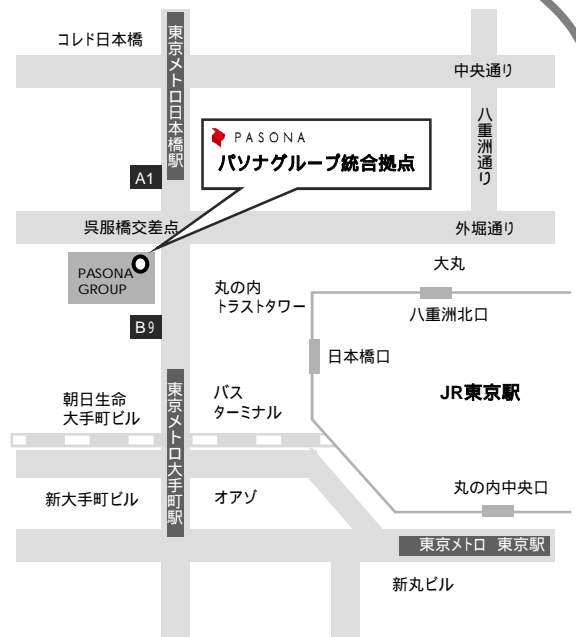 コレド日本橋
東京メトロ日本橋駅
中央通り
八重洲通り
PASONA
パソナグループ統合拠点
A1
呉服橋交差点
外堀通り
PASONA
GROUP
大丸
丸の内
トラストタワー
八重洲北口
B9
日本橋口
JR東京駅
朝日生命
大手町ビル
東京メトロ大手町駅
バス
ターミナル
新大手町ビル
オアゾ
丸の内中央口
東京メトロ 東京駅
新丸ビル